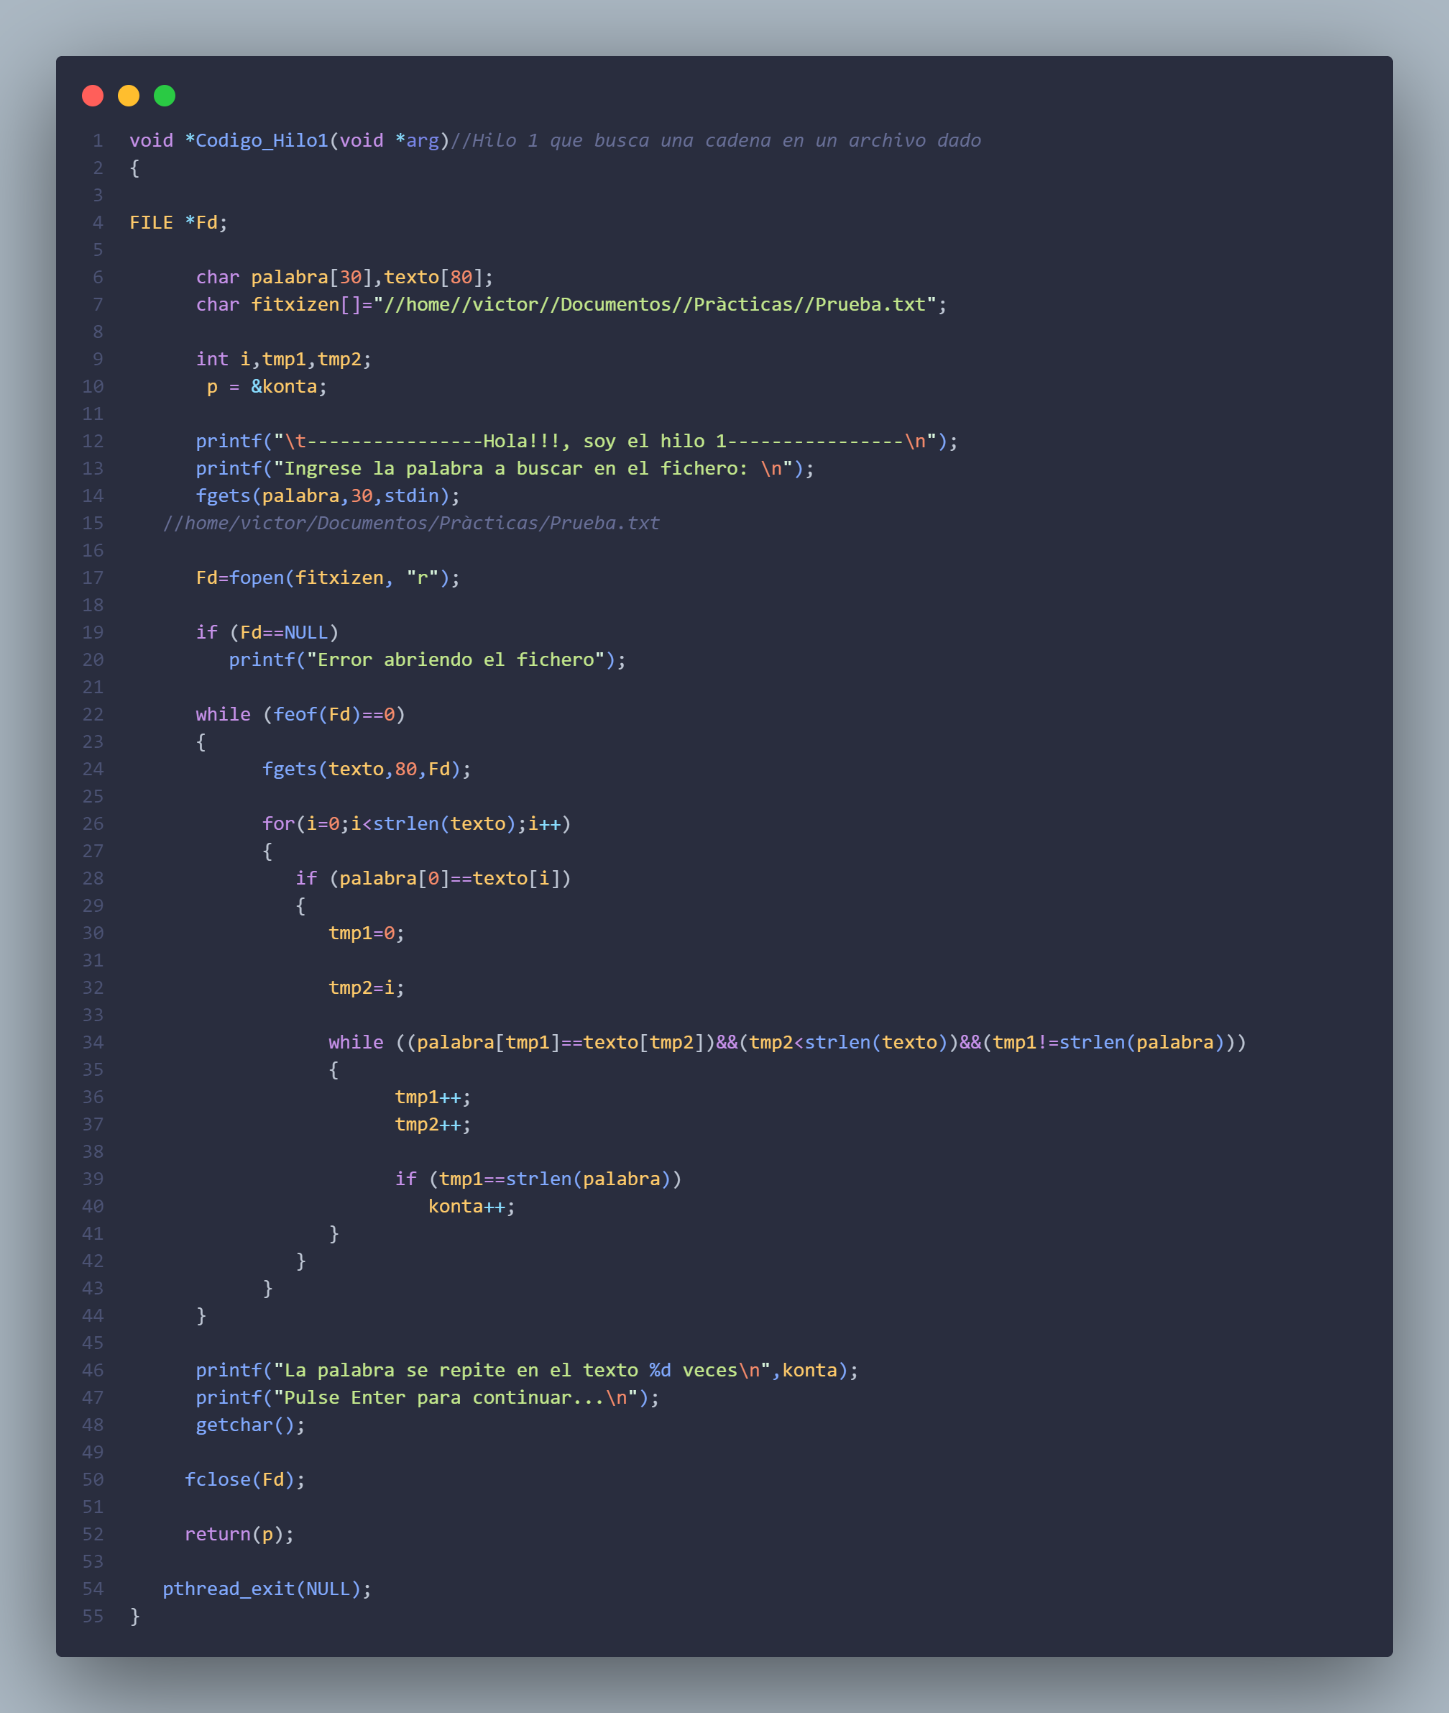 1 void *Codigo_Hilo1(void *arg)//Hilo 1 que busca una cadena en un archivo dado
2 {
3
4 FILE *Fd;
5
6 char palabra[30],texto[80];
7 char fitxizen[]="//home//victor//Documentos//Pràcticas//Prueba.txt";
8
9 int i,tmp1,tmp2;
10 p = &konta;
11
12 printf("\t----------------Hola!!!, soy el hilo 1----------------\n");
13 printf("Ingrese la palabra a buscar en el fichero: \n");
14 fgets(palabra,30,stdin);
15 //home/victor/Documentos/Pràcticas/Prueba.txt
16
17 Fd=fopen(fitxizen, "r");
18
19 if (Fd==NULL)
20 printf("Error abriendo el fichero");
21
22 while (feof(Fd)==0)
23 {
24 fgets(texto,80,Fd);
25
26 for(i=0;i<strlen(texto);i++)
27 {
28 if (palabra[0]==texto[i])
29 {
30 tmp1=0;
31
32 tmp2=i;
33
34 while ((palabra[tmp1]==texto[tmp2])&&(tmp2<strlen(texto))&&(tmp1!=strlen(palabra)))
35 {
36 tmp1++;
37 tmp2++;
38
39 if (tmp1==strlen(palabra))
40 konta++;
41 }
42 }
43 }
44 }
45
46 printf("La palabra se repite en el texto %d veces\n",konta);
47 printf("Pulse Enter para continuar...\n");
48 getchar();
49
50 fclose(Fd);
51
52 return(p);
53
54 pthread_exit(NULL);
55 }